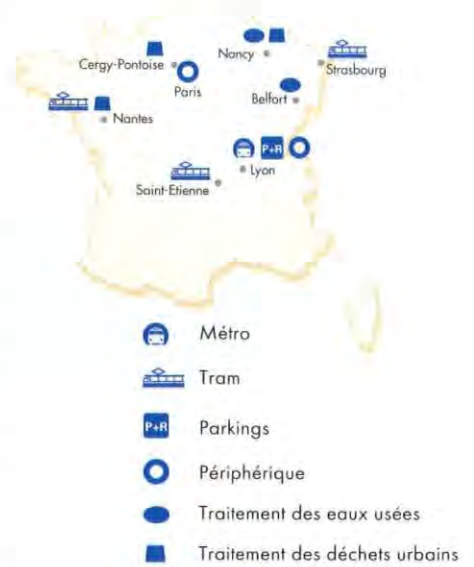 Cergy-Pontoise
Paris
Nancy
Strasbourg
Belfort
Nantes
P+R
Lyon
Saint-Etienne
Métro
Tram
P+R
Parkings
Périphérique
Traitement des eaux usées
Traitement des déchets urbains